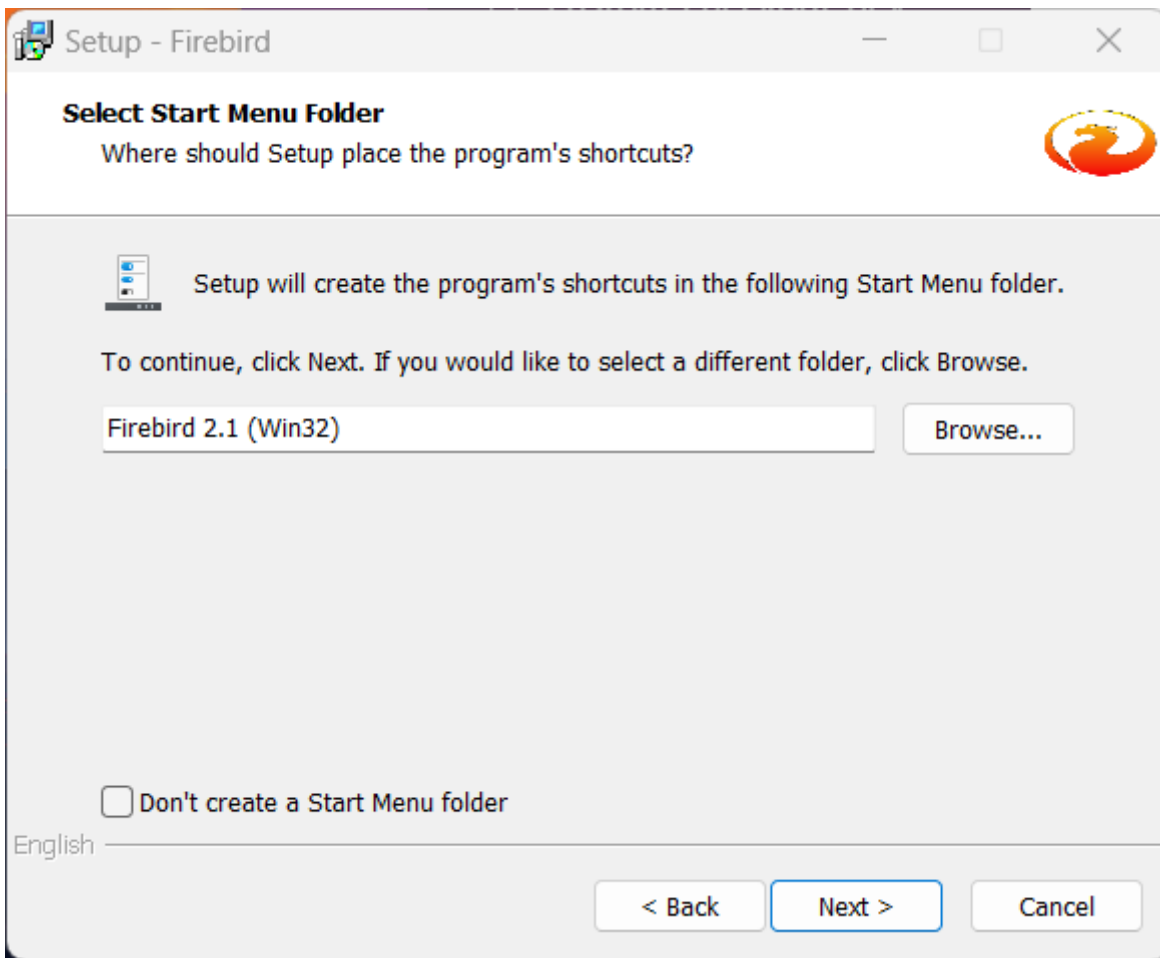 Setup - Firebird
Select Start Menu Folder
Where should Setup place the program's shortcuts?
Setup will create the program's shortcuts in the following Start Menu folder.
To continue, click Next. If you would like to select a different folder, click Browse.
Firebird 2.1 (Win32)
Browse...
Don't create a Start Menu folder
English
< Back
Next >
Cancel